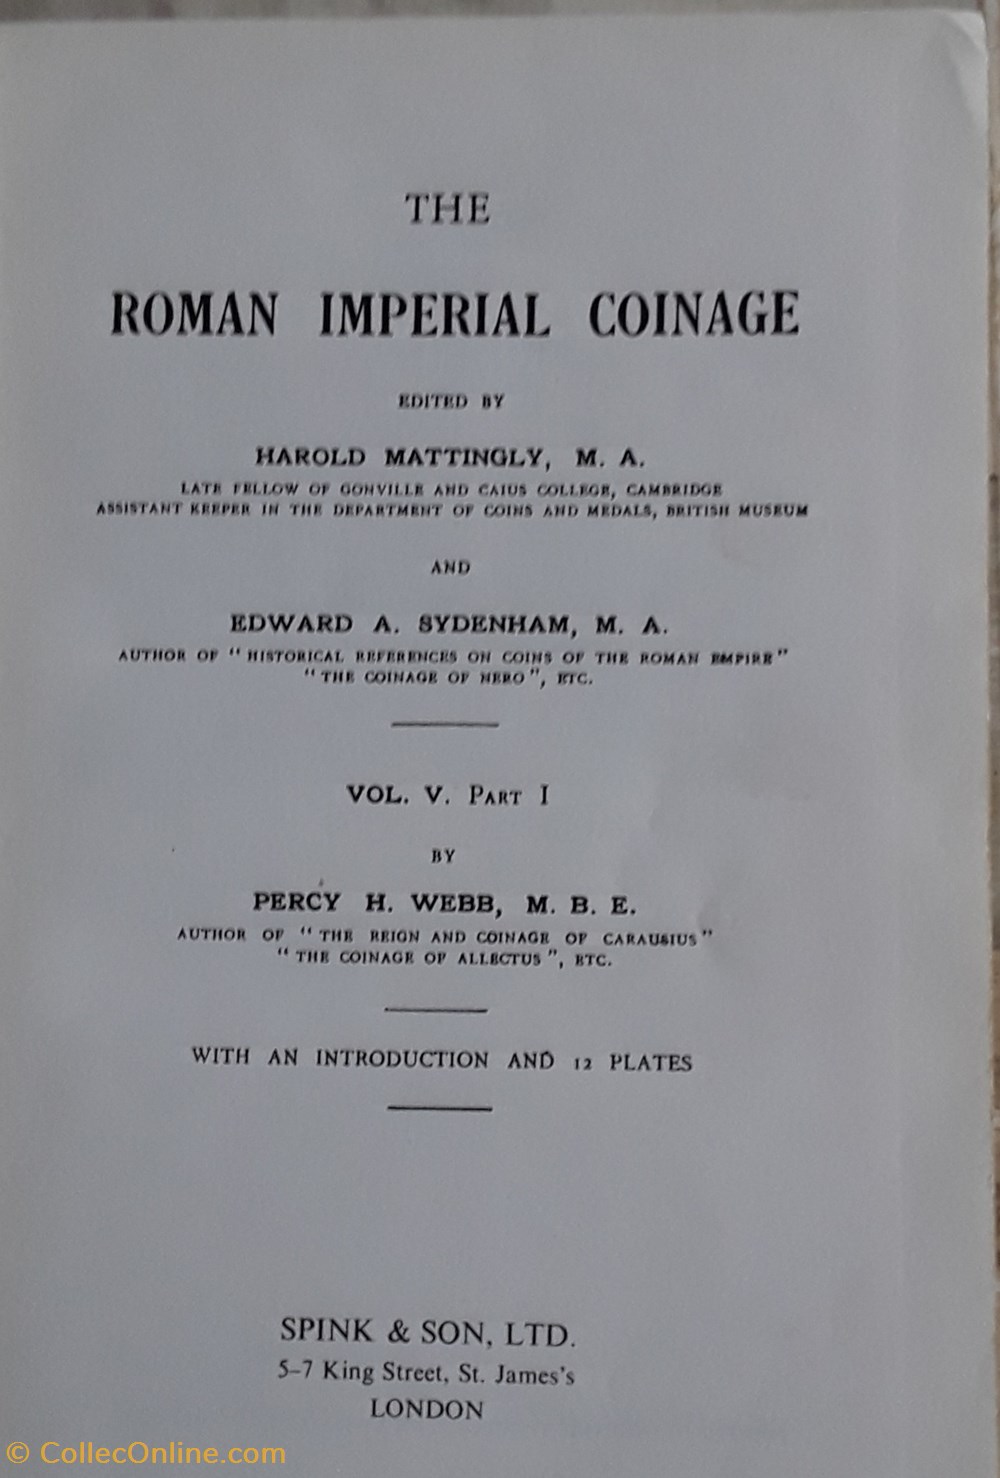 THE
ROMAN IMPERIAL COINAGE
EDITED BY
HAROLD MATTINGLY, M. A.
LATE FELLOW OF GONVILLE AND CAIUS COLLEGE, CAMBRIDGE
ASSISTANT KEEPER IN THE DEPARTMENT OF COINS AND MEDALS, BRITISH MUSEUM
AND
EDWARD A. SYDENHAM, M. A.
AUTHOR OF "HISTORICAL REFERENCES ON COINS OF THE ROMAN EMPIRE"
"THE COINAGE OF NERO", ETC.
VOL. V. PART I
BY
PERCY H. WEBB, M. B. E.
AUTHOR OF "THE REIGN AND COINAGE OF CARAUSIUS"
"THE COINAGE OF ALLECTUS", ETC.
WITH AN INTRODUCTION AND 12 PLATES
SPINK & SON, LTD.
5–7 King Street, St. James's
LONDON
© CollecOnline.com